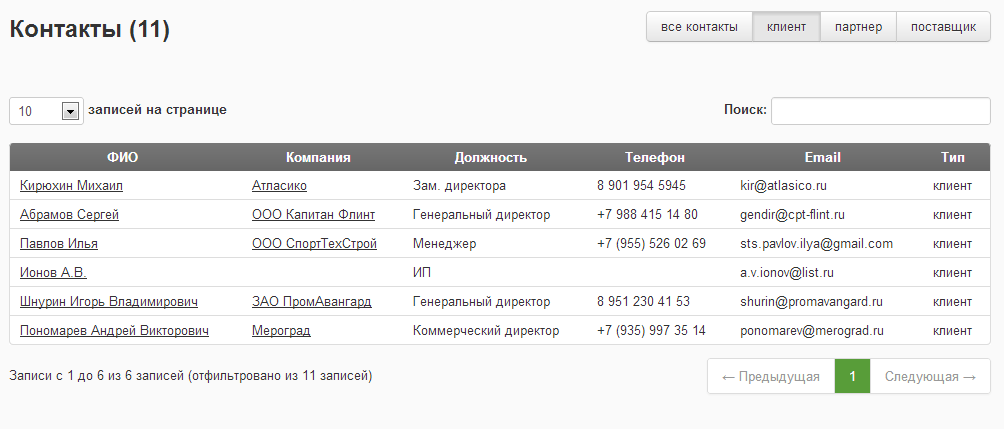 Контакты (11)
все контакты клиент партнер поставщик
10 записей на странице Поиск:
ФИО Компания Должность Телефон Email Тип
Кирюхин Михаил Атласико Зам. директора 8 901 954 5945 kir@atlasico.ru клиент
Абрамов Сергей ООО Капитан Флинт Генеральный директор +7 988 415 14 80 gendir@cpt-flint.ru клиент
Павлов Илья ООО СпортТехСтрой Менеджер +7 (955) 526 02 69 sts.pavlov.ilya@gmail.com клиент
Ионов А.В. ИП a.v.ionov@list.ru клиент
Шнурин Игорь Владимирович ЗАО ПромАвангард Генеральный директор 8 951 230 41 53 shurin@promavangard.ru клиент
Пономарев Андрей Викторович Мероград Коммерческий директор +7 (935) 997 35 14 ponomarev@merograd.ru клиент
Записи с 1 до 6 из 6 записей (отфильтровано из 11 записей) ← Предыдущая 1 Следующая →